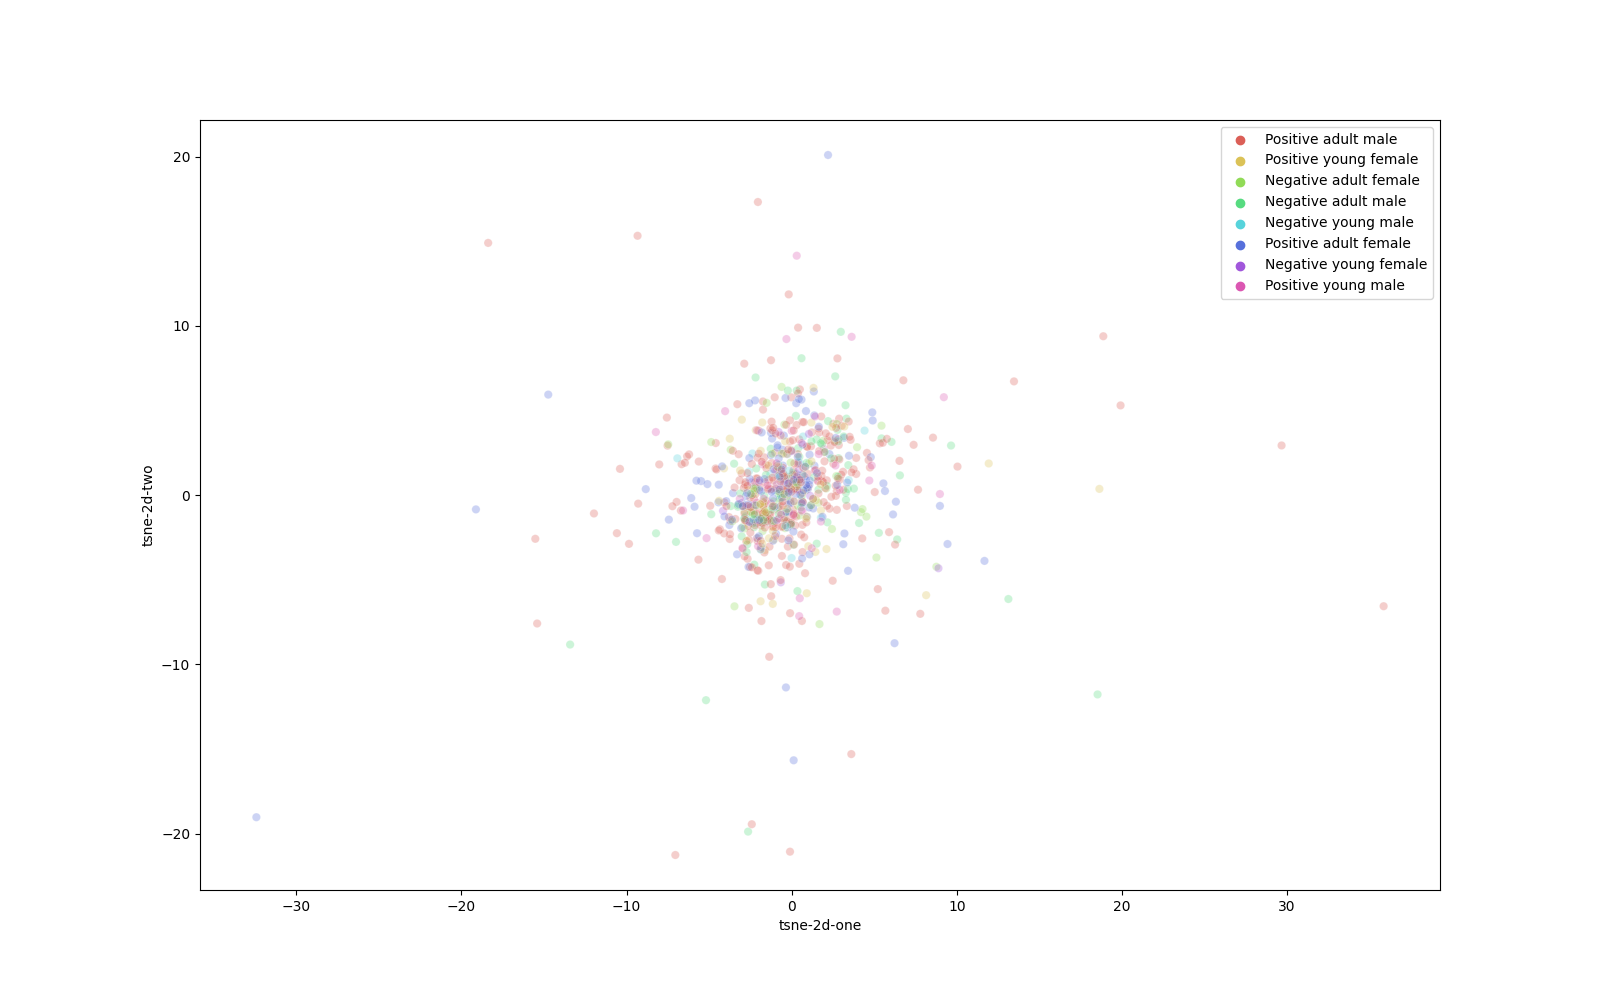 Positive adult male
Positive young female
Negative adult female
Negative adult male
Negative young male
Positive adult female
Negative young female
Positive young male
20
10
0
−10
−20
tsne-2d-two
−30
−20
−10
0
10
20
30
tsne-2d-one